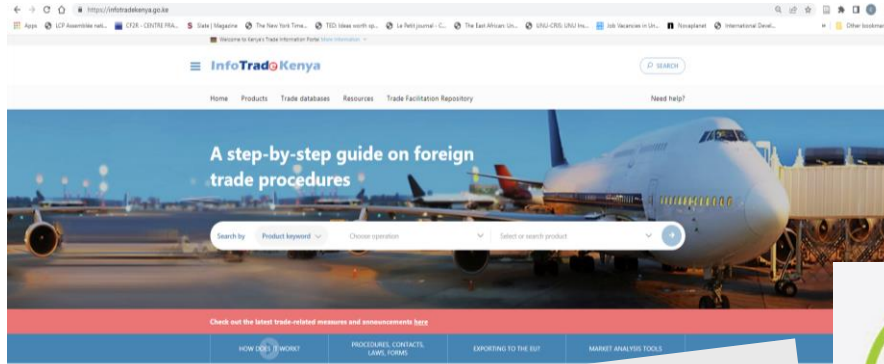 https://infotradekenya.go.ke
Apps LCP Assemblée nati... CF2R - CENTRE FRA... Slate | Magazine The New York Time... TED: Ideas worth sp... Le Petit journal - C... The East African Un... UNU-CRIS: UNU Ins... Job Vacancies in Un... Novaplanet International Devel... » Other bookmar
Welcome to Kenya's Trade Information Portal More information
InfoTradeKenya
SEARCH
Home Products Trade databases Resources Trade Facilitation Repository Need help?
A step-by-step guide on foreign
trade procedures
Search by Product keyword Choose operation Select or search product
Check out the latest trade-related measures and announcements here
HOW DOES IT WORK? PROCEDURES, CONTACTS, LAWS, FORMS EXPORTING TO THE EU? MARKET ANALYSIS TOOLS